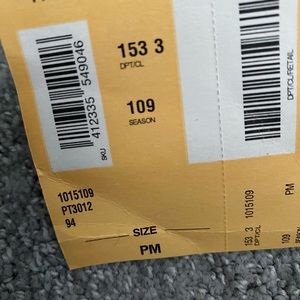 SKU
412335 549046
153 3
DPT/CL
109
SEASON
1015109
PT3012
94
SIZE
PM
DPT/CL/RETAIL
153 3 1015109
DPT/CL
109 PM
SEASON